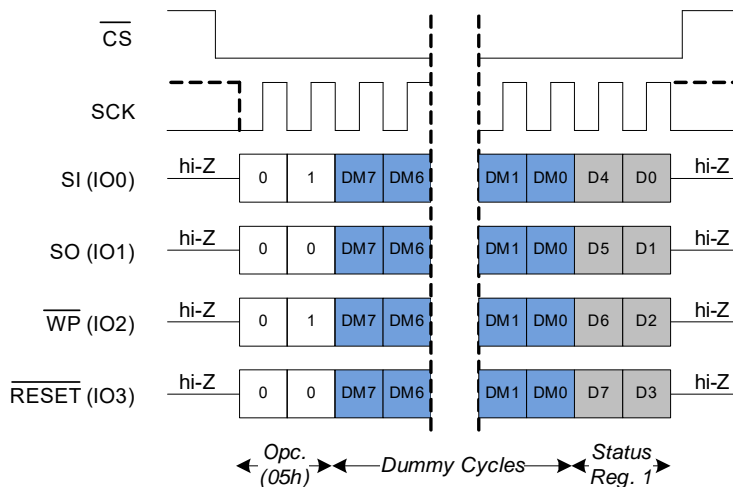 CS
SCK
SI (IO0) hi-Z 0 1 DM7 DM6 DM1 DM0 D4 D0 hi-Z
SO (IO1) hi-Z 0 0 DM7 DM6 DM1 DM0 D5 D1 hi-Z
WP (IO2) hi-Z 0 1 DM7 DM6 DM1 DM0 D6 D2 hi-Z
RESET (IO3) hi-Z 0 0 DM7 DM6 DM1 DM0 D7 D3 hi-Z
Opc. (05h)
Dummy Cycles
Status Reg. 1